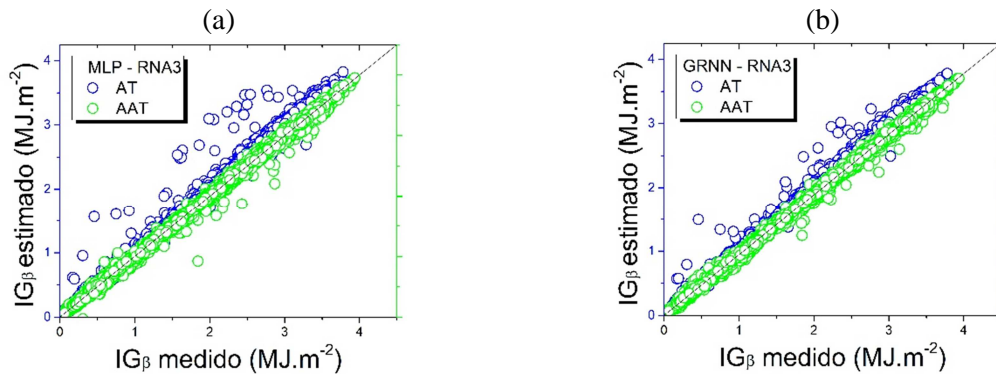 (a)
(b)
MLP - RNA3
AT
AAT
IGβ estimado (MJ.m⁻²)
4
3
2
1
0
0 1 2 3 4
IGβ medido (MJ.m⁻²)
GRNN - RNA3
AT
AAT
IGβ estimado (MJ.m⁻²)
4
3
2
1
0
0 1 2 3 4
IGβ medido (MJ.m⁻²)